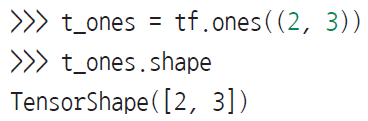 >>> t_ones = tf.ones((2, 3))
>>> t_ones.shape
TensorShape([2, 3])